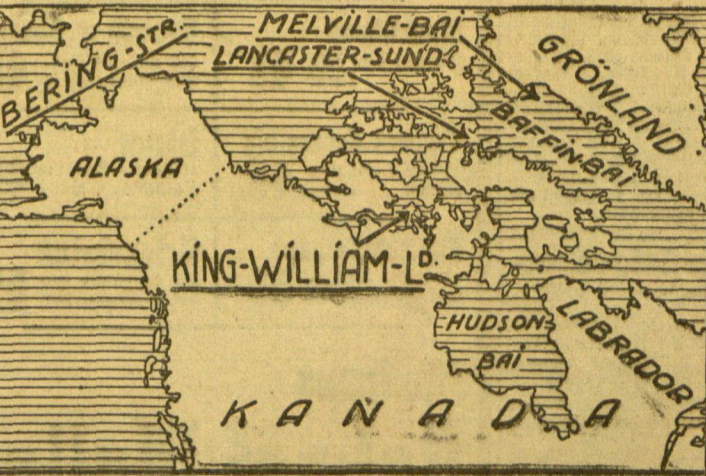 MELVILLE-BAI
LANCASTER-SUND
BERING-STR.
GRÖNLAND
BAFFIN-BAI
ALASKA
KING-WILLIAM-LD.
HUDSON-
BAI
LABRADOR
KANADA